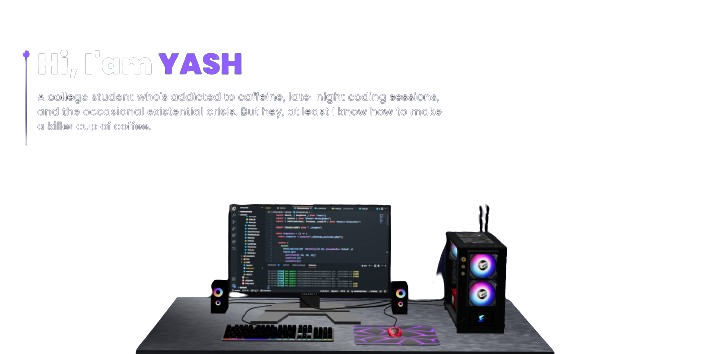 Hi, I'am YASH
A college student who's addicted to caffeine, late-night coding sessions,
and the occasional existential crisis. But hey, at least I know how to make
a killer cup of coffee.